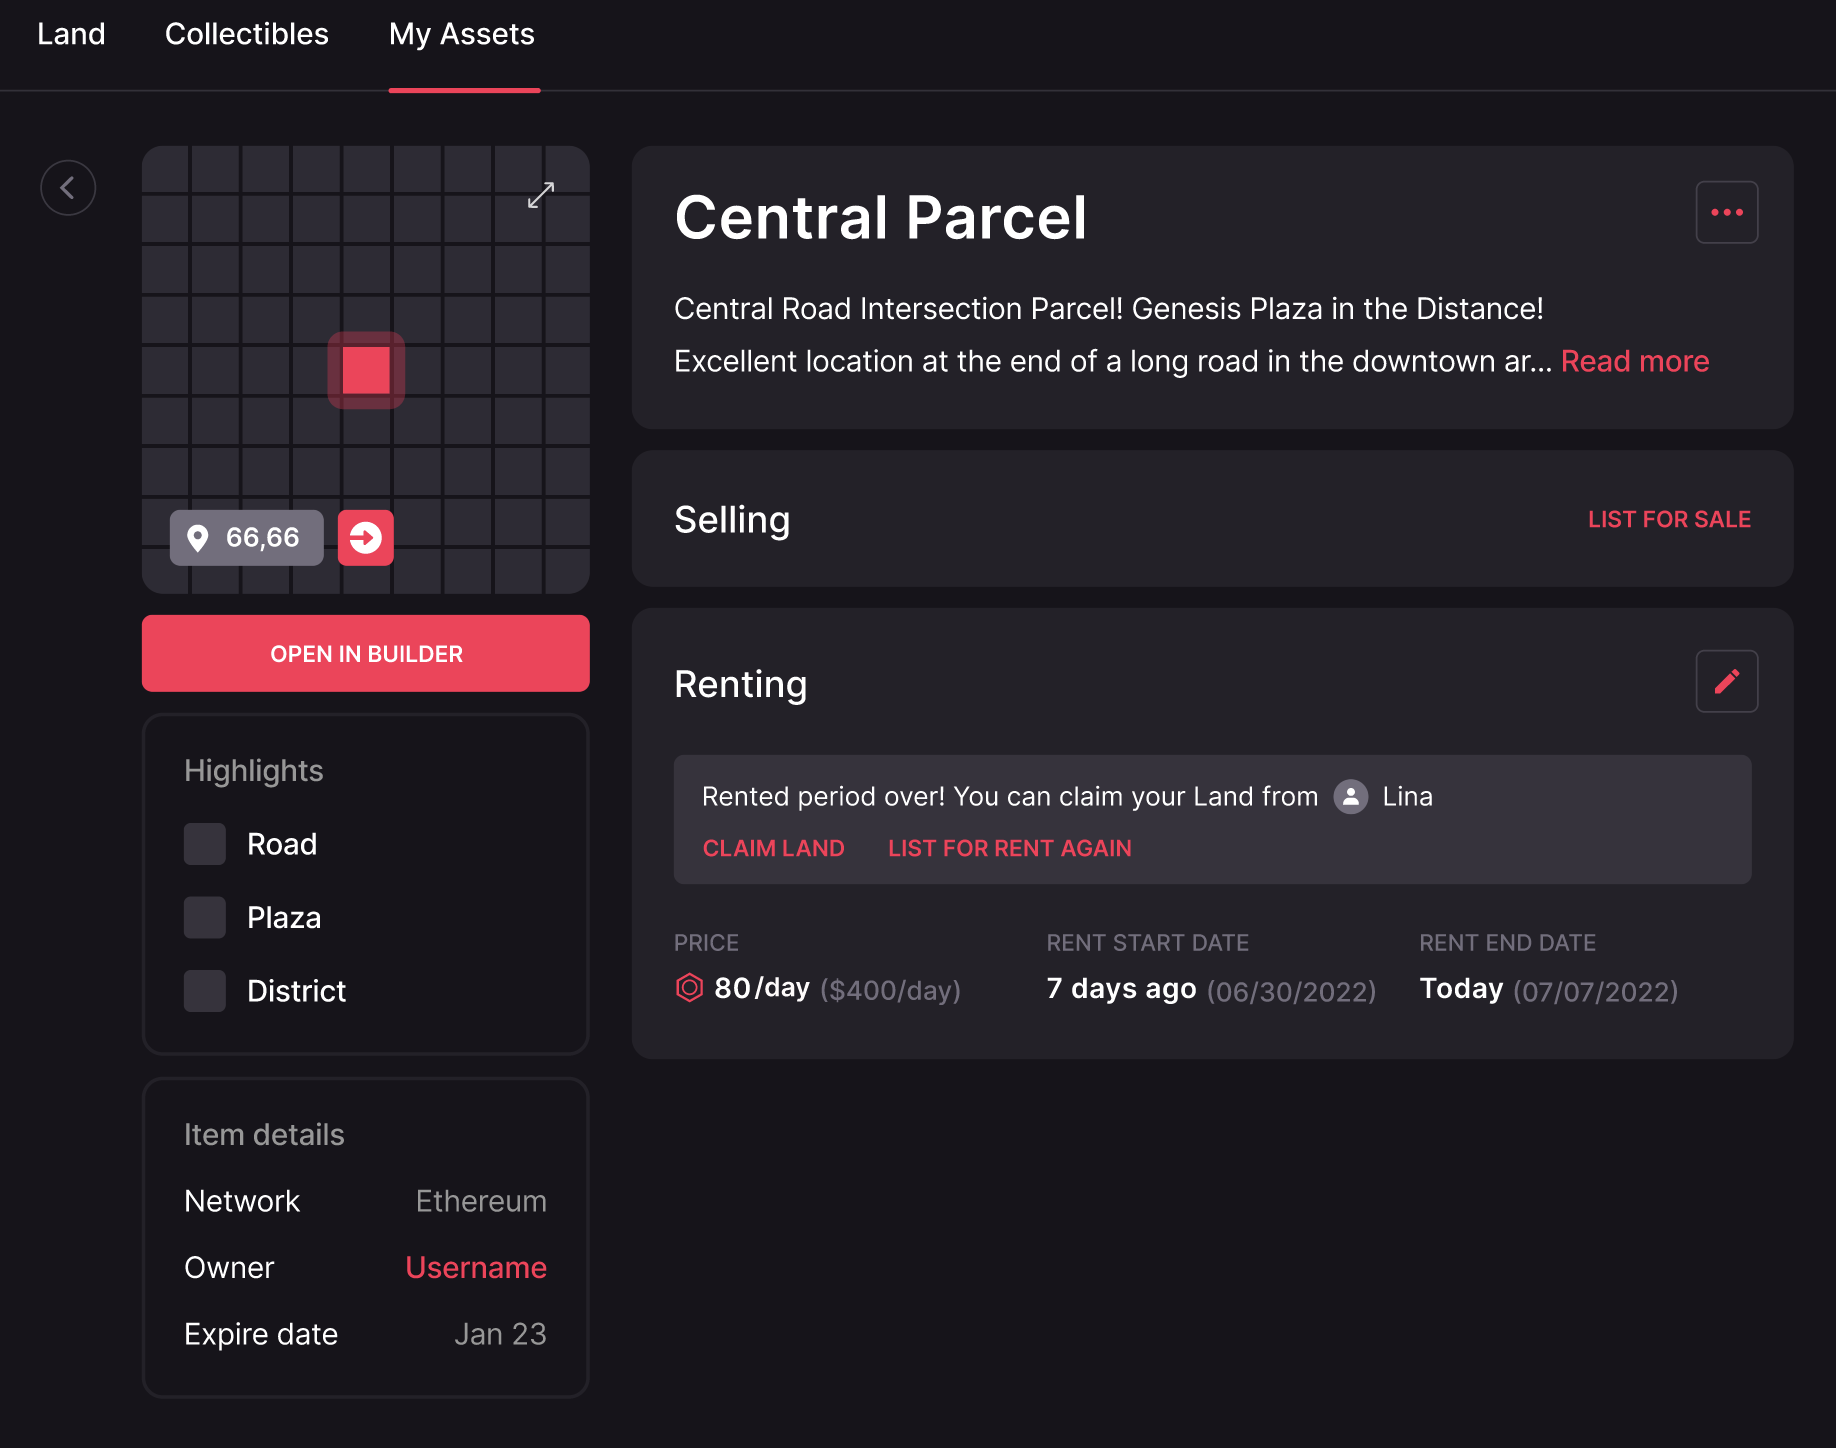 Land Collectibles My Assets
66,66
OPEN IN BUILDER
Highlights
Road
Plaza
District
Item details
Network Ethereum
Owner Username
Expire date Jan 23
Central Parcel
Central Road Intersection Parcel! Genesis Plaza in the Distance!
Excellent location at the end of a long road in the downtown ar... Read more
Selling LIST FOR SALE
Renting
Rented period over! You can claim your Land from Lina
CLAIM LAND LIST FOR RENT AGAIN
PRICE RENT START DATE RENT END DATE
80/day ($400/day) 7 days ago (06/30/2022) Today (07/07/2022)